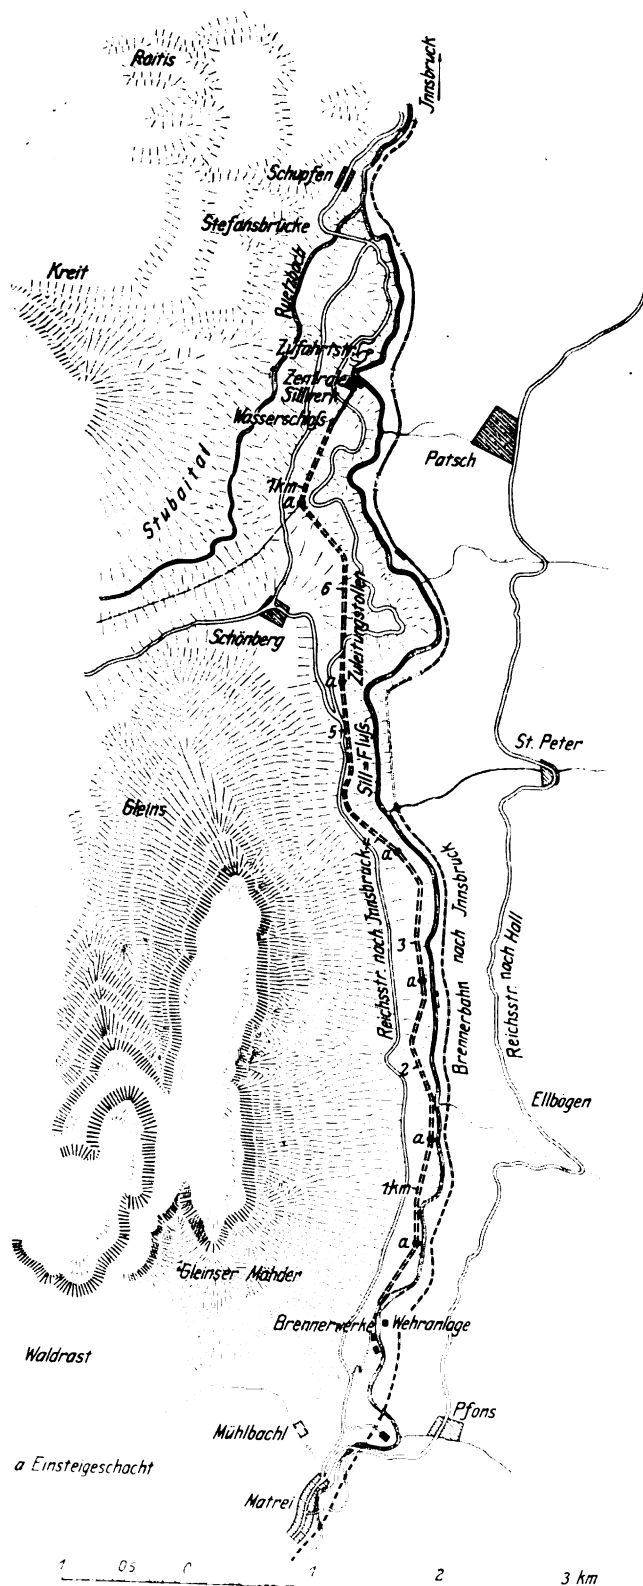 Innsbruck
Raitis
Schupfen
Stefansbrücke
Kreit
Ruetzbach
Zufahrtstr.
Zentrale
Sillwerk
Wasserschloß
Patsch
Stubaital
7km
a
6
Zuleitungstollen
Schönberg
a
5
Sill=Fluß
St. Peter
Gleins
a
Reichsstr. nach Innsbruck
3
Brennerbahn nach Innsbruck
Reichsstr. nach Hall
a
2
Ellbögen
a
1km
a
Gleinser Mähder
Brennerwerke
Wehranlage
Waldrast
Pfons
Mühlbachl
a Einsteigeschacht
Matrei
1 0,5 0 1 2 3 km